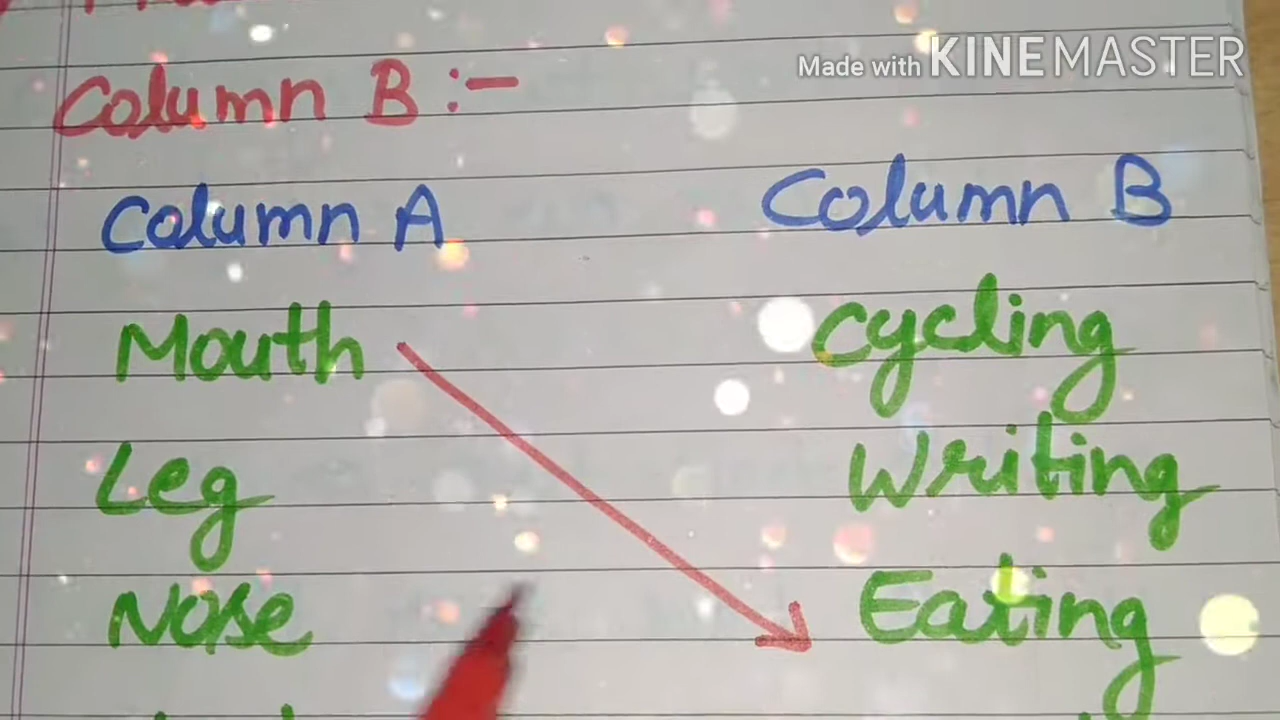 Made with KINEMASTER
Column B :-
Column A Column B
Mouth Cycling
Leg Writing
Nose Eating